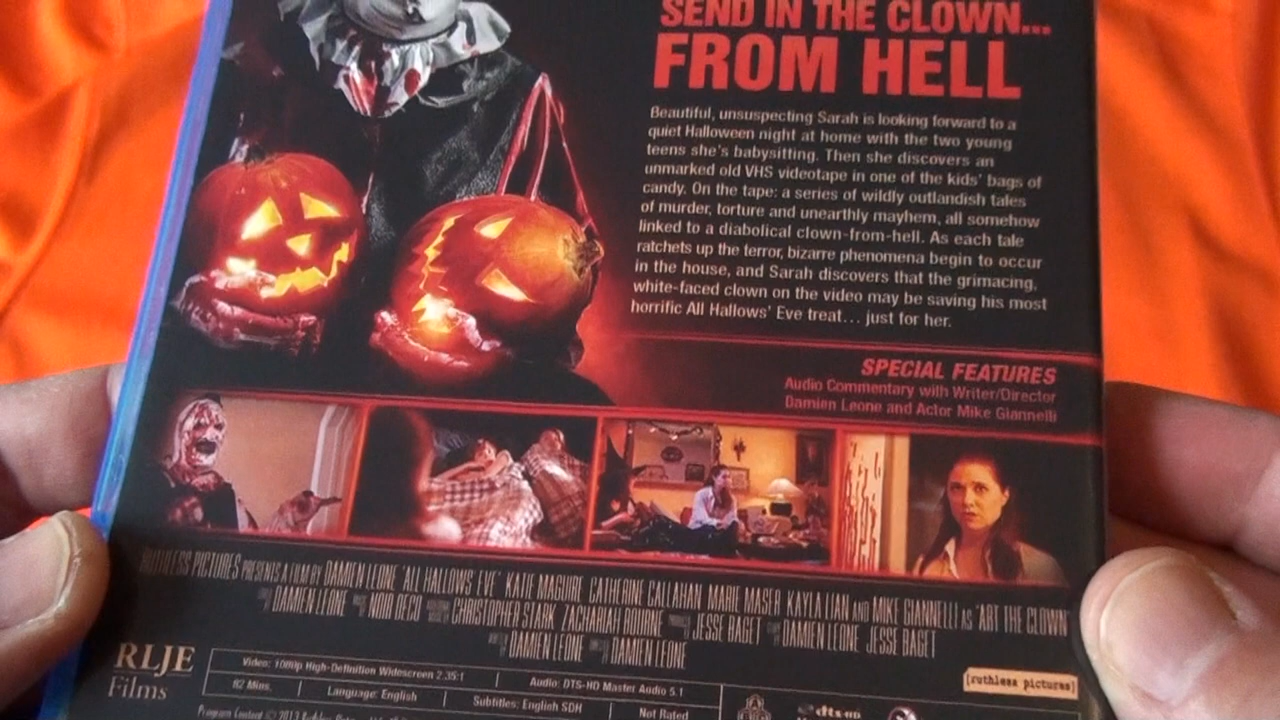 SEND IN THE CLOWN...
FROM HELL
Beautiful, unsuspecting Sarah is looking forward to a
quiet Halloween night at home with the two young
teens she's babysitting. Then she discovers an
unmarked old VHS videotape in one of the kids' bags of
candy. On the tape: a series of wildly outlandish tales
of murder, torture and unearthly mayhem, all somehow
linked to a diabolical clown-from-hell. As each tale
ratchets up the terror, bizarre phenomena begin to occur
in the house, and Sarah discovers that the grimacing,
white-faced clown on the video may be saving his most
horrific All Hallows' Eve treat... just for her.
SPECIAL FEATURES
Audio Commentary with Writer/Director
Damien Leone and Actor Mike Giannelli
RUTHLESS PICTURES PRESENTS A FILM BY DAMIEN LEONE 'ALL HALLOWS EVE' KATIE MAGUIRE CATHERINE CALLAHAN MARIE MASER KAYLA LIAN AND MIKE GIANNELLI AS 'ART THE CLOWN'
DAMIEN LEONE NOIR DECO CHRISTOPHER STARK ZACHARIAH BOURNE JESSE BAGET DAMIEN LEONE JESSE BAGET
DAMIEN LEONE DAMIEN LEONE
RLJE
Films
[ruthless pictures]
Video: 1080p High-Definition Widescreen 2.35:1
Audio: DTS-HD Master Audio 5.1
82 Mins.
Language: English
Subtitles: English SDH
Not Rated
dts-HD
Program Content © 2013